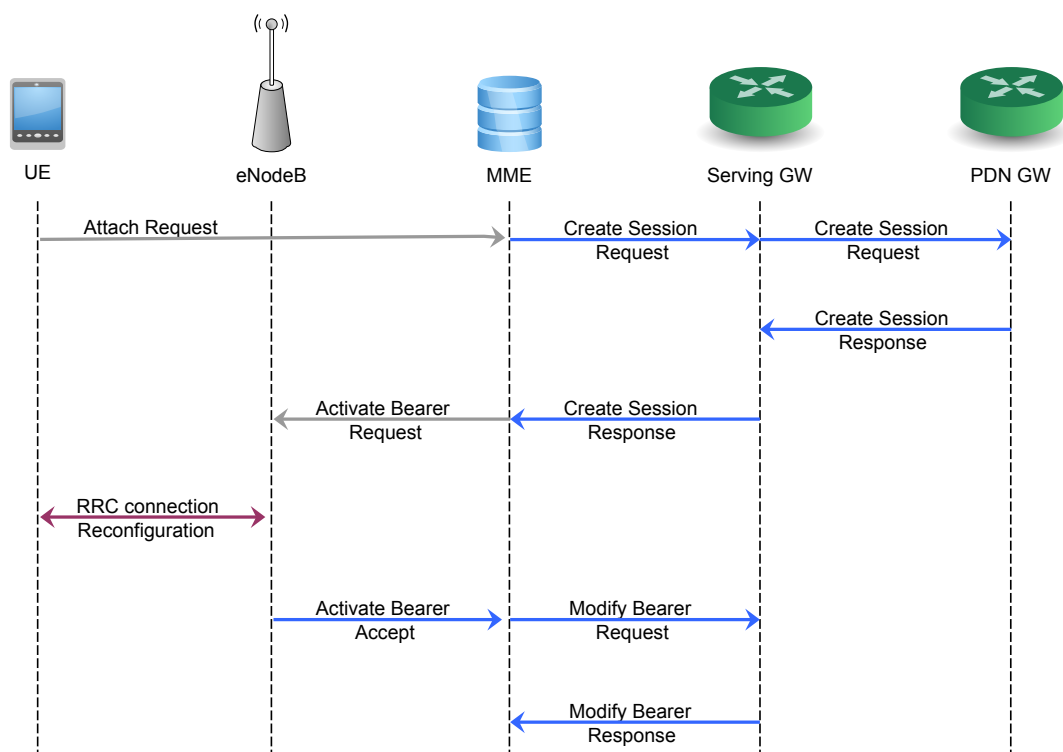 UE
eNodeB
MME
Serving GW
PDN GW
Attach Request
Create Session
Request
Create Session
Request
Create Session
Response
Activate Bearer
Request
Create Session
Response
RRC connection
Reconfiguration
Activate Bearer
Accept
Modify Bearer
Request
Modify Bearer
Response